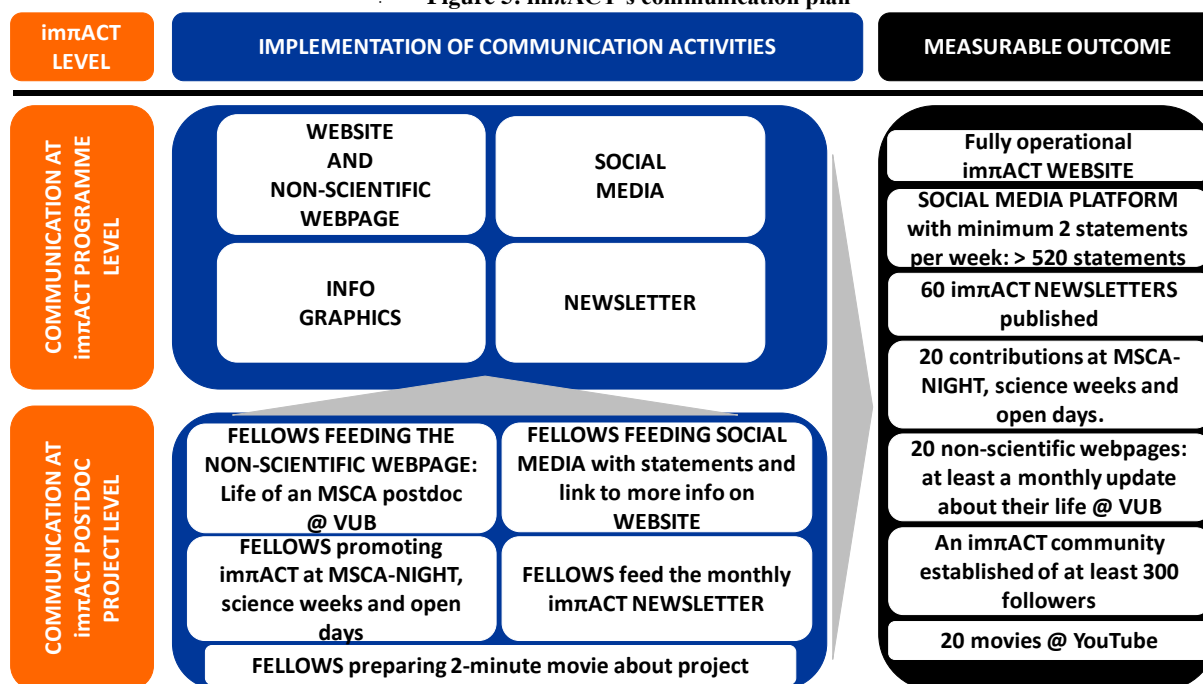 Figure 5: imπACT's communication plan
imπACT
LEVEL
IMPLEMENTATION OF COMMUNICATION ACTIVITIES
MEASURABLE OUTCOME
COMMUNICATION AT
imπACT PROGRAMME
LEVEL
WEBSITE
AND
NON-SCIENTIFIC
WEBPAGE
SOCIAL
MEDIA
INFO
GRAPHICS
NEWSLETTER
COMMUNICATION AT
imπACT POSTDOC
PROJECT LEVEL
FELLOWS FEEDING THE
NON-SCIENTIFIC WEBPAGE:
Life of an MSCA postdoc
@ VUB
FELLOWS FEEDING SOCIAL
MEDIA with statements and
link to more info on
WEBSITE
FELLOWS promoting
imπACT at MSCA-NIGHT,
science weeks and open
days
FELLOWS feed the monthly
imπACT NEWSLETTER
FELLOWS preparing 2-minute movie about project
Fully operational
imπACT WEBSITE
SOCIAL MEDIA PLATFORM
with minimum 2 statements
per week: > 520 statements
60 imπACT NEWSLETTERS
published
20 contributions at MSCA-
NIGHT, science weeks and
open days.
20 non-scientific webpages:
at least a monthly update
about their life @ VUB
An imπACT community
established of at least 300
followers
20 movies @ YouTube